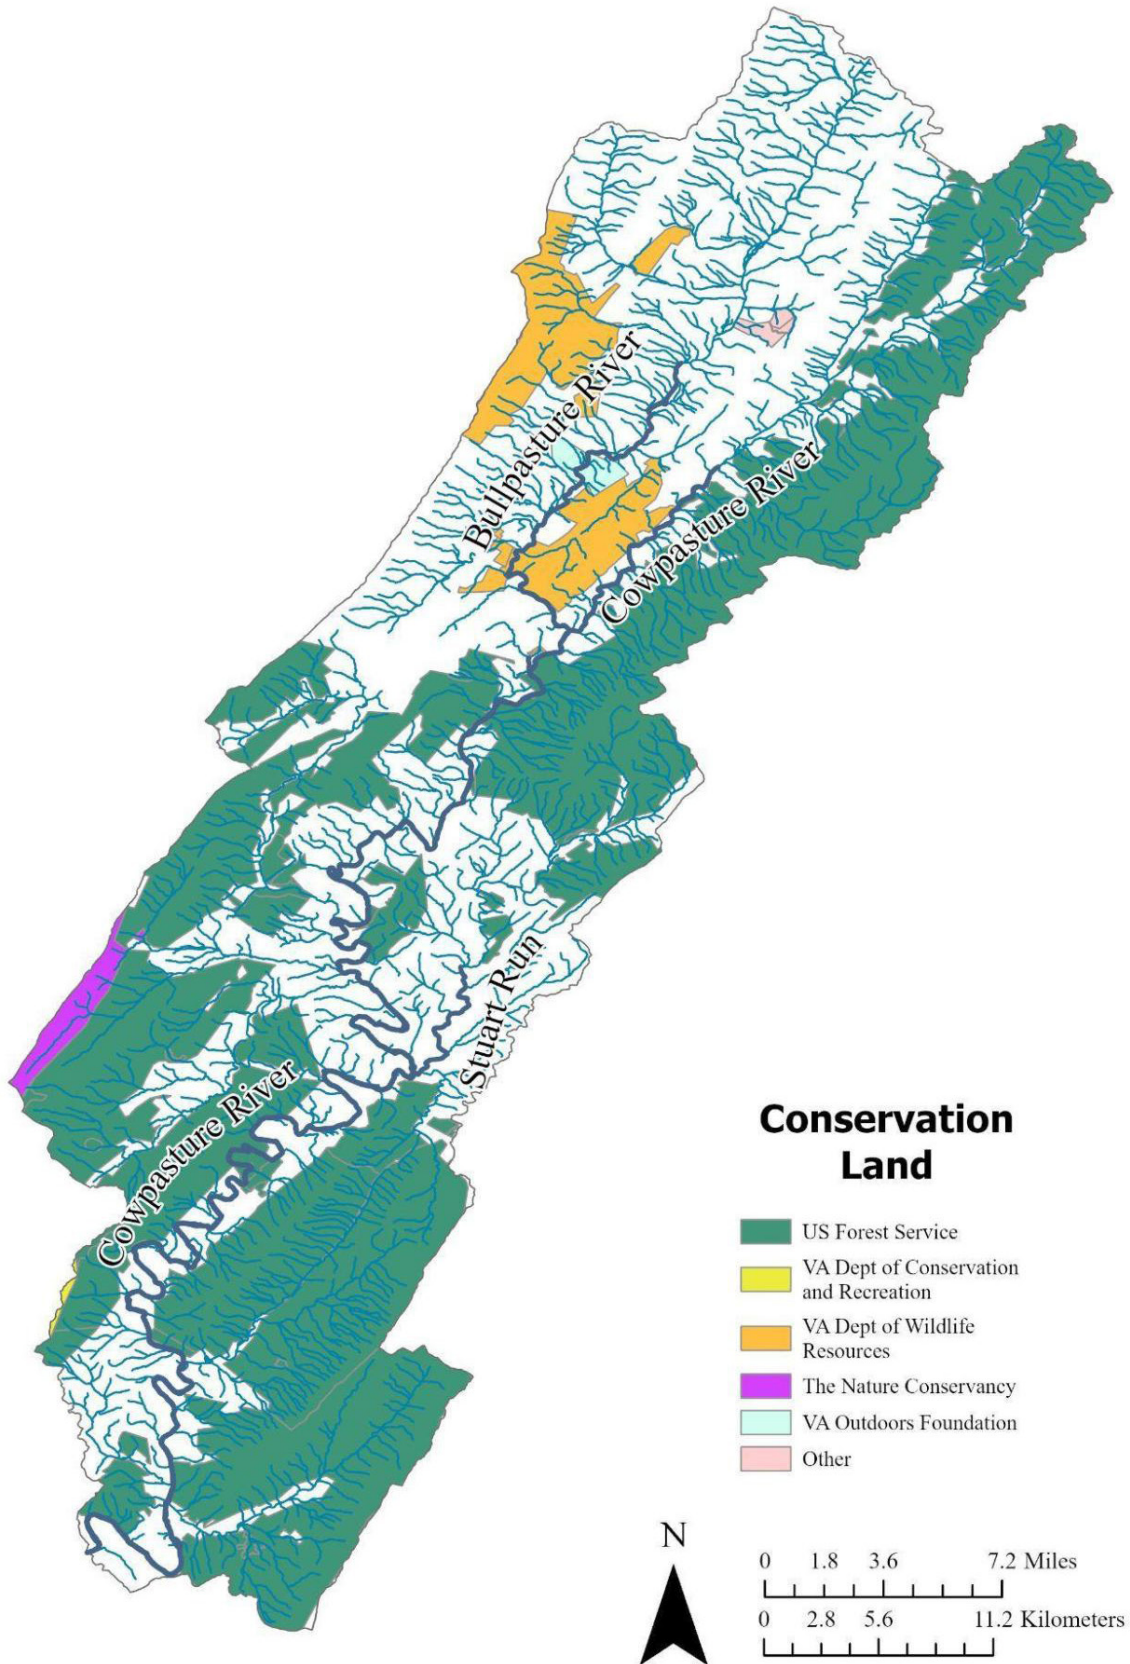 Bullpasture River
Cowpasture River
Stuart Run
Cowpasture River
Conservation
Land
US Forest Service
VA Dept of Conservation
and Recreation
VA Dept of Wildlife
Resources
The Nature Conservancy
VA Outdoors Foundation
Other
N
0 1.8 3.6 7.2 Miles
0 2.8 5.6 11.2 Kilometers